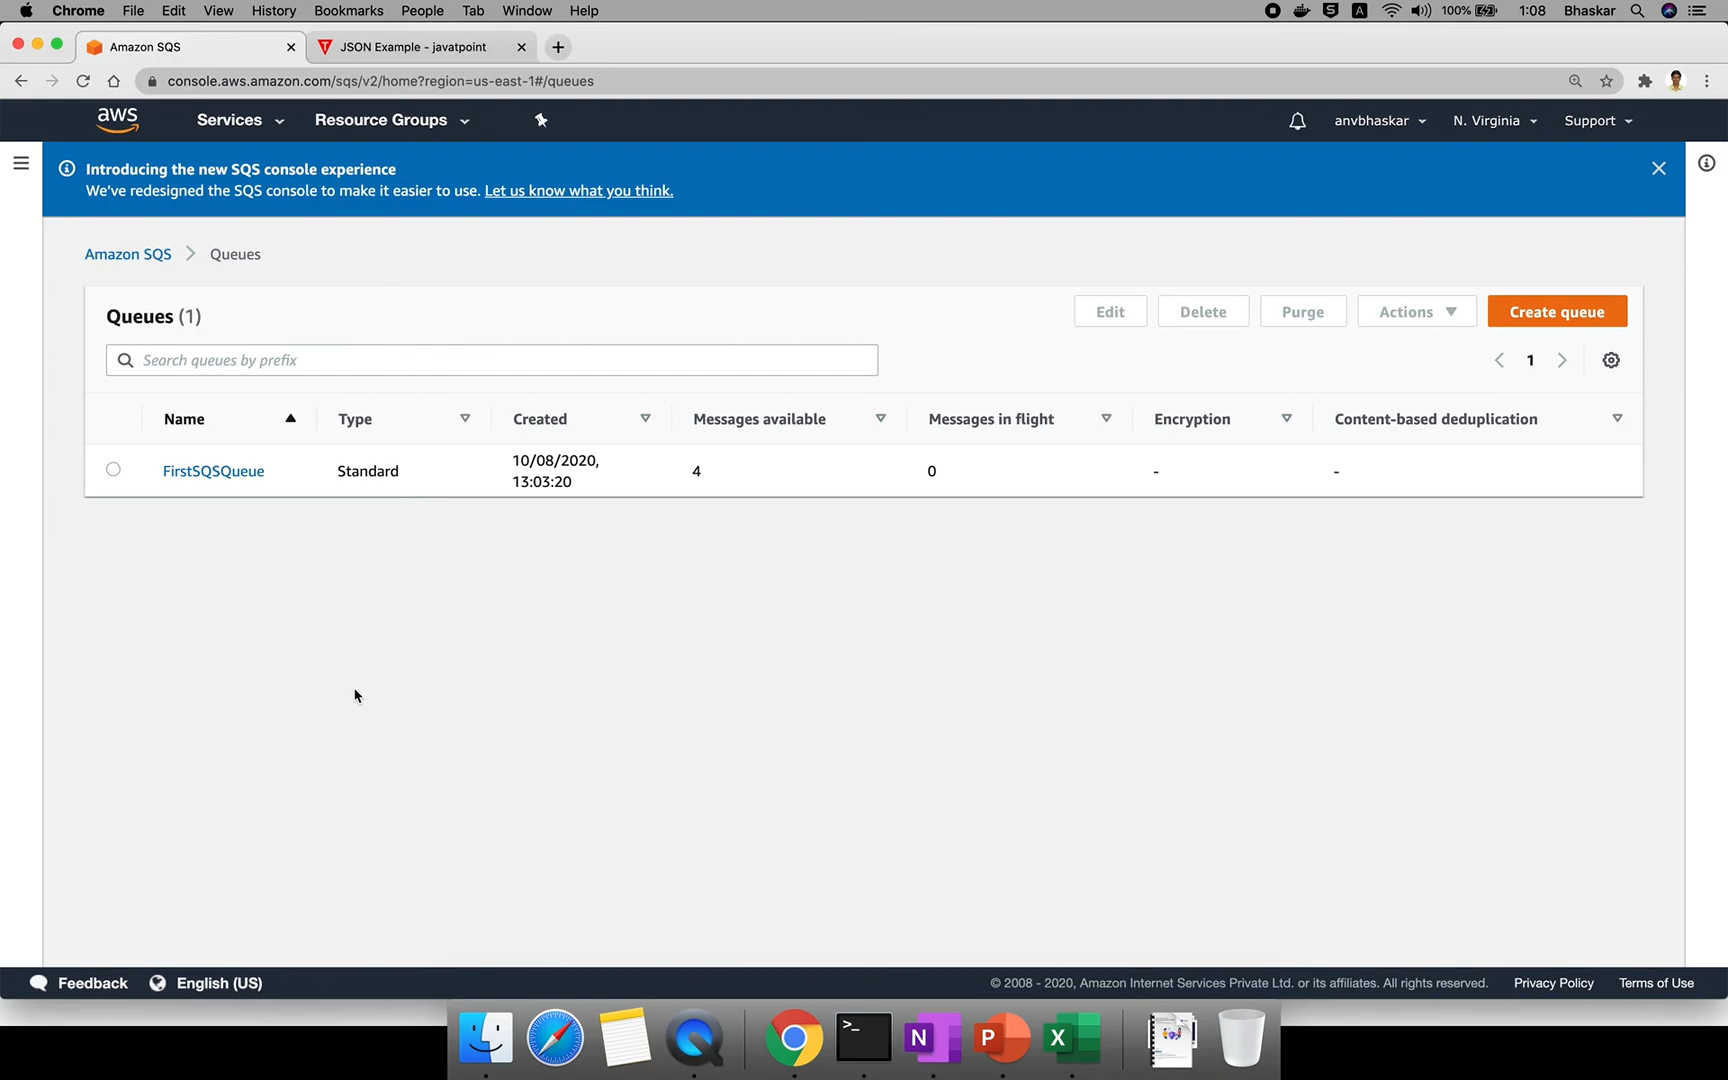 Chrome File Edit View History Bookmarks People Tab Window Help
S A 100% 1:08 Bhaskar
Amazon SQS
JSON Example - javatpoint
console.aws.amazon.com/sqs/v2/home?region=us-east-1#/queues
aws Services Resource Groups anvbhaskar N. Virginia Support
Introducing the new SQS console experience
We've redesigned the SQS console to make it easier to use. Let us know what you think.
Amazon SQS Queues
Queues (1) Edit Delete Purge Actions Create queue
Search queues by prefix 1
Name Type Created Messages available Messages in flight Encryption Content-based deduplication
FirstSQSQueue Standard 10/08/2020, 4 0 - -
13:03:20
Feedback English (US) © 2008 - 2020, Amazon Internet Services Private Ltd. or its affiliates. All rights reserved. Privacy Policy Terms of Use
>_ N P X